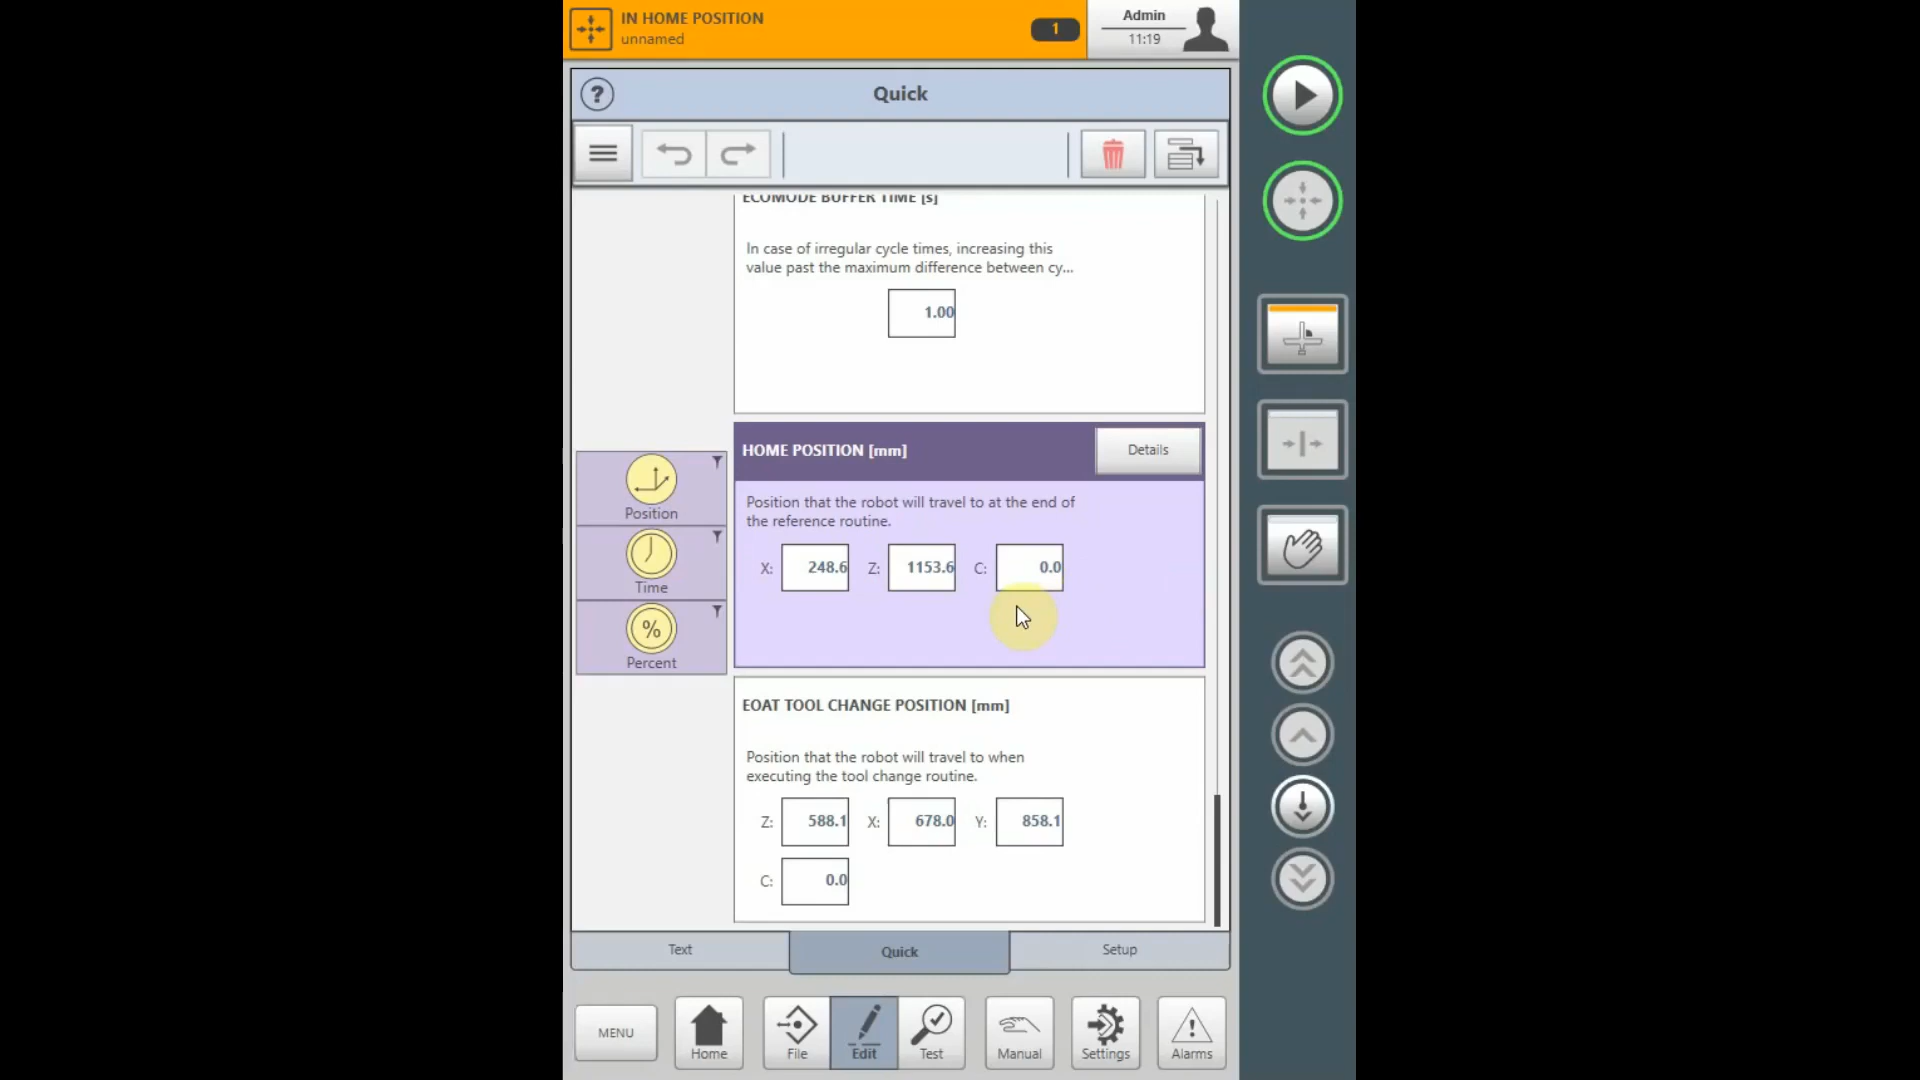 IN HOME POSITION
unnamed
1
Admin
11:19
?
Quick
ECOMODE BUFFER TIME [s]
In case of irregular cycle times, increasing this
value past the maximum difference between cy...
1.00
HOME POSITION [mm]
Details
Position that the robot will travel to at the end of
the reference routine.
X: 248.6 Z: 1153.6 C: 0.0
Position
Time
%
Percent
EOAT TOOL CHANGE POSITION [mm]
Position that the robot will travel to when
executing the tool change routine.
Z: 588.1 X: 678.0 Y: 858.1
C: 0.0
Text Quick Setup
MENU Home File Edit Test Manual Settings Alarms